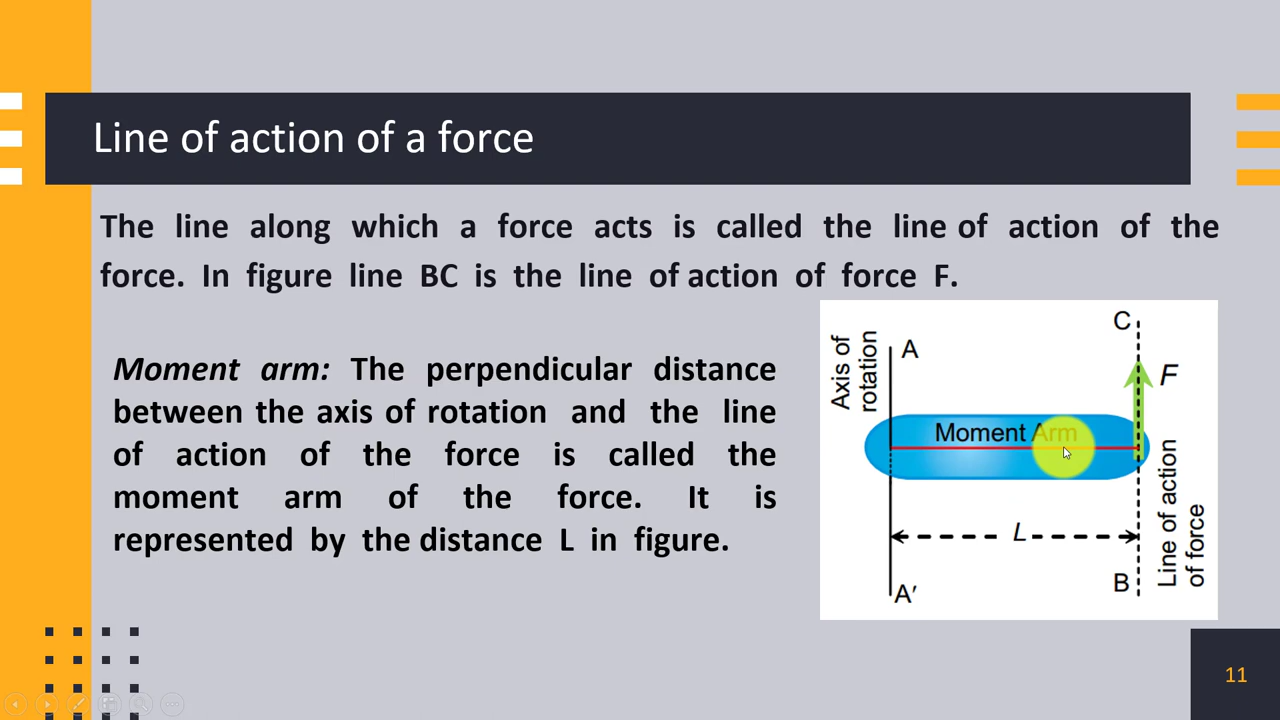 Line of action of a force
The line along which a force acts is called the line of action of the
force. In figure line BC is the line of action of force F.
Moment arm: The perpendicular distance
between the axis of rotation and the line
of action of the force is called the
moment arm of the force. It is
represented by the distance L in figure.
Axis of
rotation
A
C
F
Moment Arm
L
Line of action
of force
A′
B
11